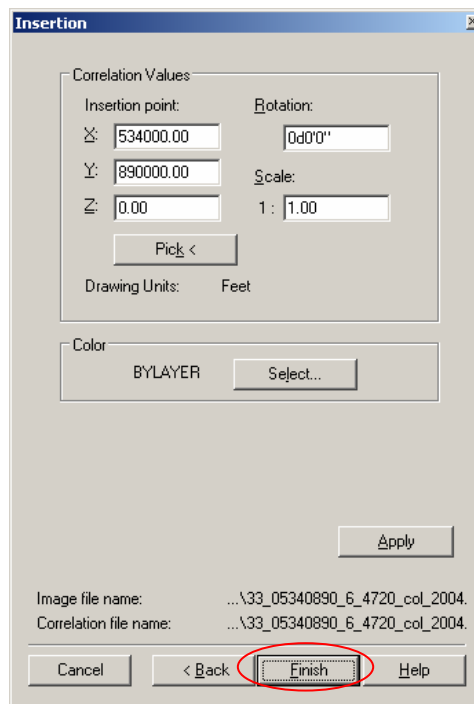 Insertion
Correlation Values
Insertion point:
Rotation:
X: 534000.00
0d0'0"
Y: 890000.00
Scale:
Z: 0.00
1 : 1.00
Pick <
Drawing Units: Feet
Color
BYLAYER Select...
Apply
Image file name: ...\33_05340890_6_4720_col_2004.
Correlation file name: ...\33_05340890_6_4720_col_2004.
Cancel < Back Finish Help